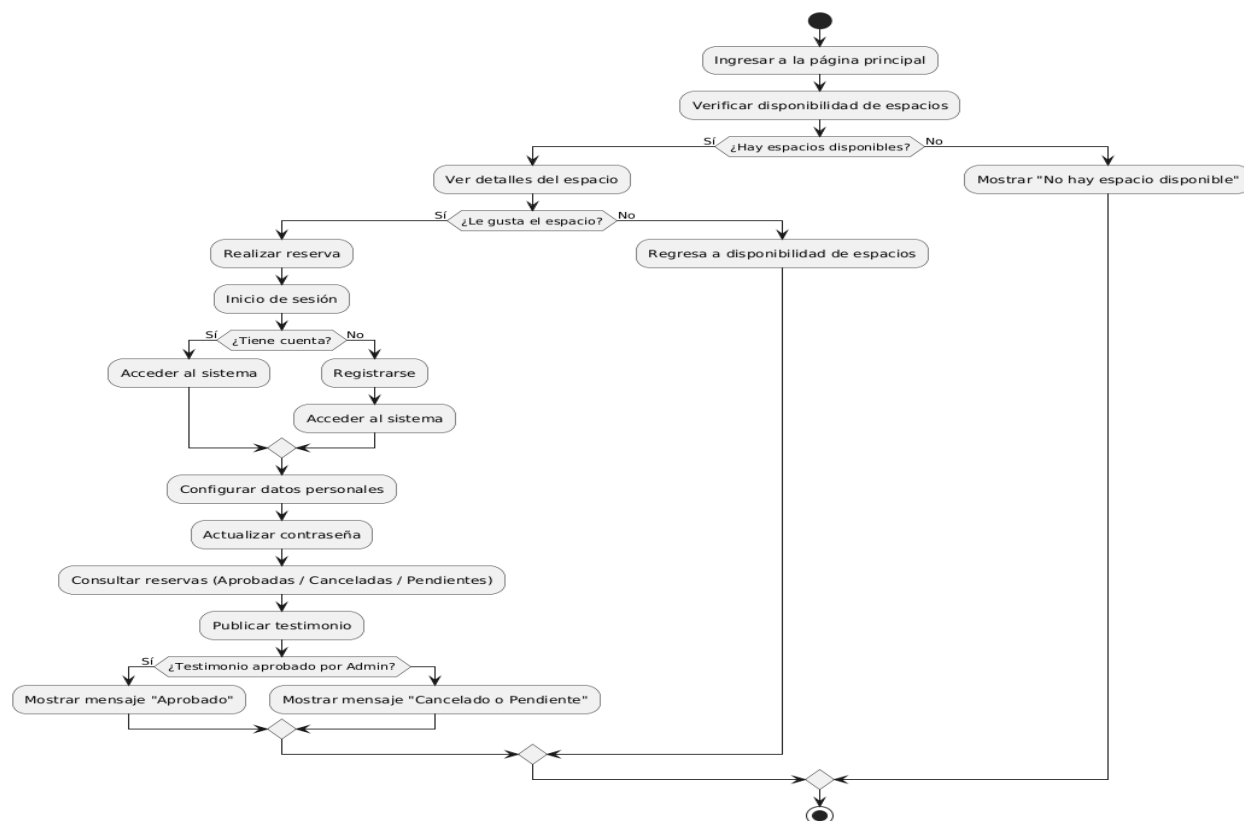 Ingresar a la página principal
Verificar disponibilidad de espacios
Sí
¿Hay espacios disponibles?
No
Ver detalles del espacio
Mostrar "No hay espacio disponible"
Sí
¿Le gusta el espacio?
No
Realizar reserva
Regresa a disponibilidad de espacios
Inicio de sesión
Sí
¿Tiene cuenta?
No
Acceder al sistema
Registrarse
Acceder al sistema
Configurar datos personales
Actualizar contraseña
Consultar reservas (Aprobadas / Canceladas / Pendientes)
Publicar testimonio
Sí
¿Testimonio aprobado por Admin?
Mostrar mensaje "Aprobado"
Mostrar mensaje "Cancelado o Pendiente"